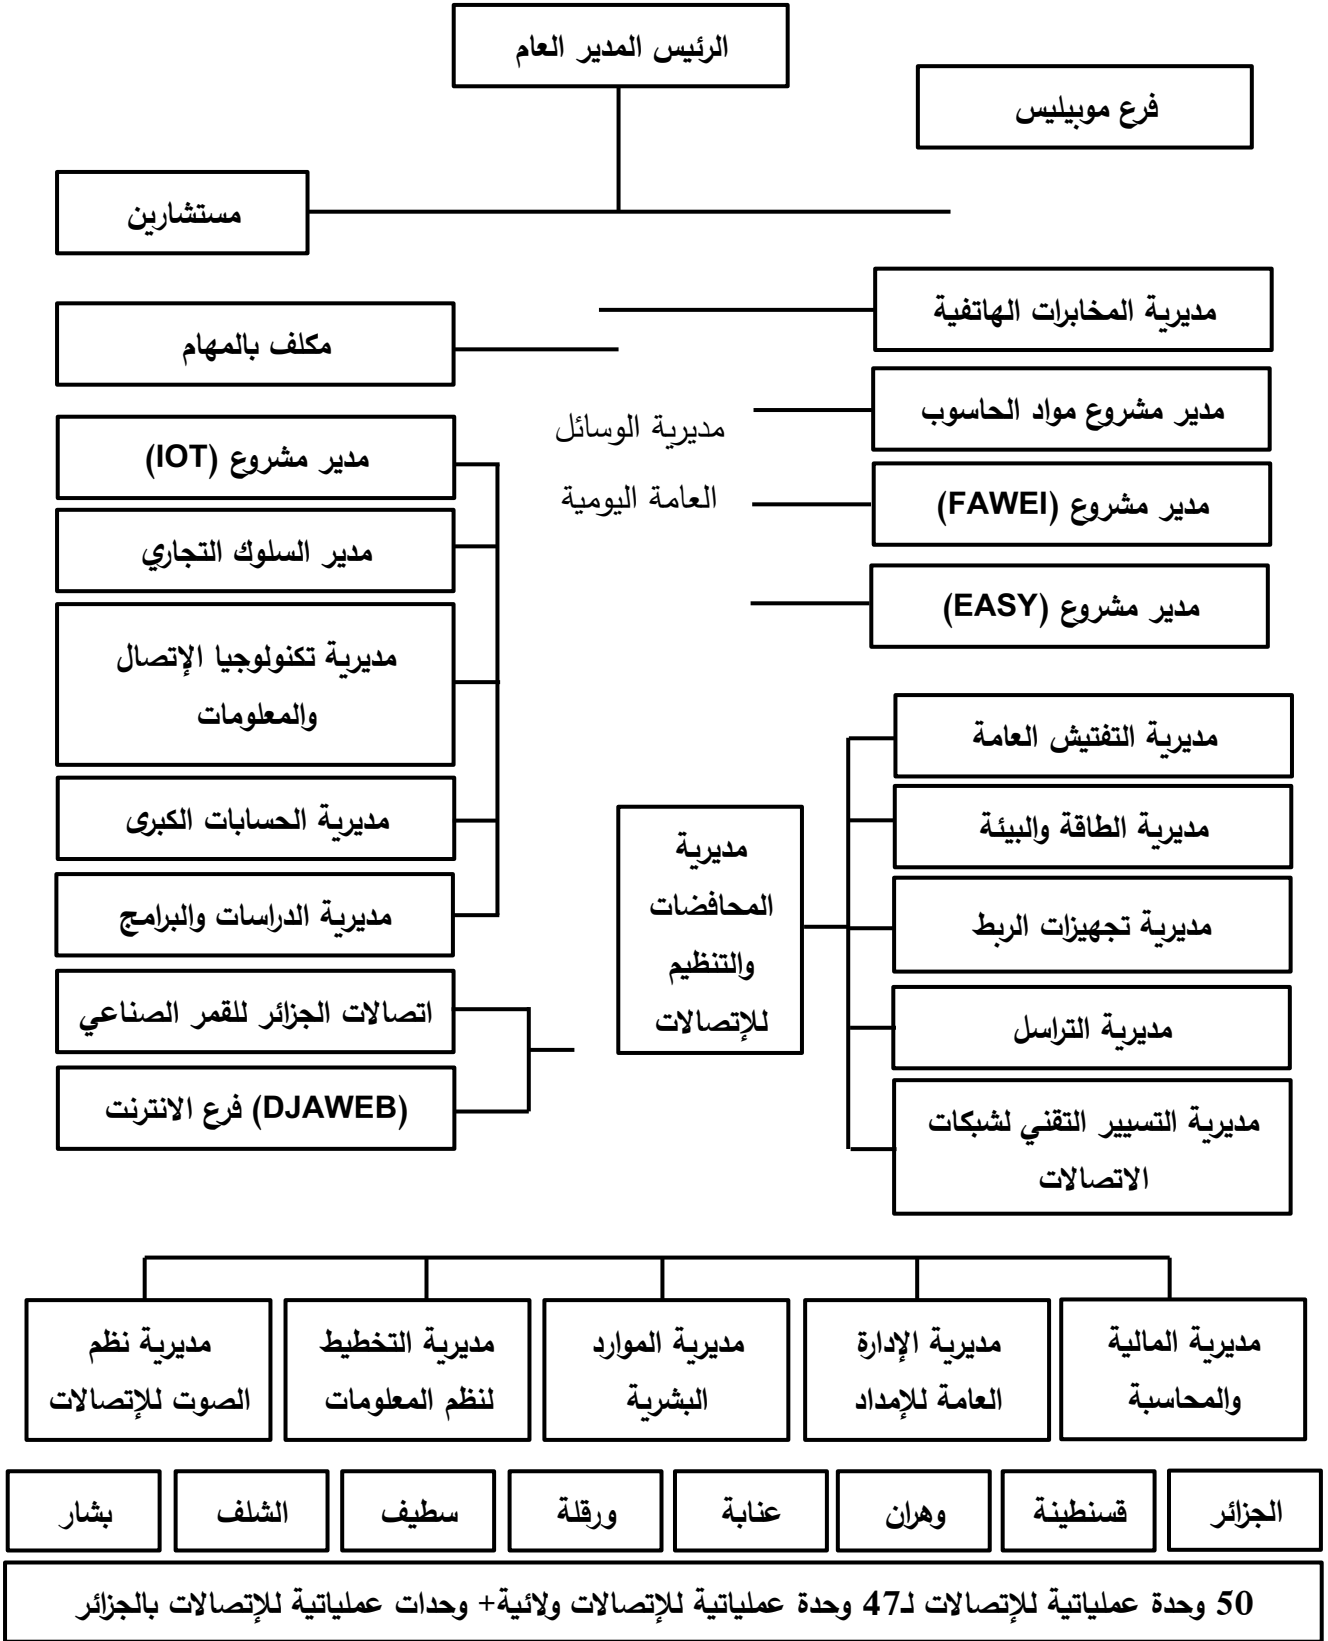 الرئيس المدير العام
فرع موبيليس
مستشارين
مديرية المخابرات الهاتفية
مكلف بالمهام
مدير مشروع مواد الحاسوب
مديرية الوسائل
العامة اليومية
مدير مشروع (IOT)
مدير مشروع (FAWEI)
مدير السلوك التجاري
مدير مشروع (EASY)
مديرية تكنولوجيا الإتصال
والمعلومات
مديرية التفتيش العامة
مديرية الحسابات الكبرى
مديرية الطاقة والبيئة
مديرية
المحافضات
والتنظيم
للإتصالات
مديرية الدراسات والبرامج
مديرية تجهيزات الربط
اتصالات الجزائر للقمر الصناعي
مديرية التراسل
(DJAWEB) فرع الانترنت
مديرية التسيير التقني لشبكات
الاتصالات
مديرية المالية
والمحاسبة
مديرية الإدارة
العامة للإمداد
مديرية الموارد
البشرية
مديرية التخطيط
لنظم المعلومات
مديرية نظم
الصوت للإتصالات
الجزائر
قسنطينة
وهران
عنابة
ورقلة
سطيف
الشلف
بشار
50 وحدة عملياتية للإتصالات لـ47 وحدة عملياتية للإتصالات ولائية+ وحدات عملياتية للإتصالات بالجزائر